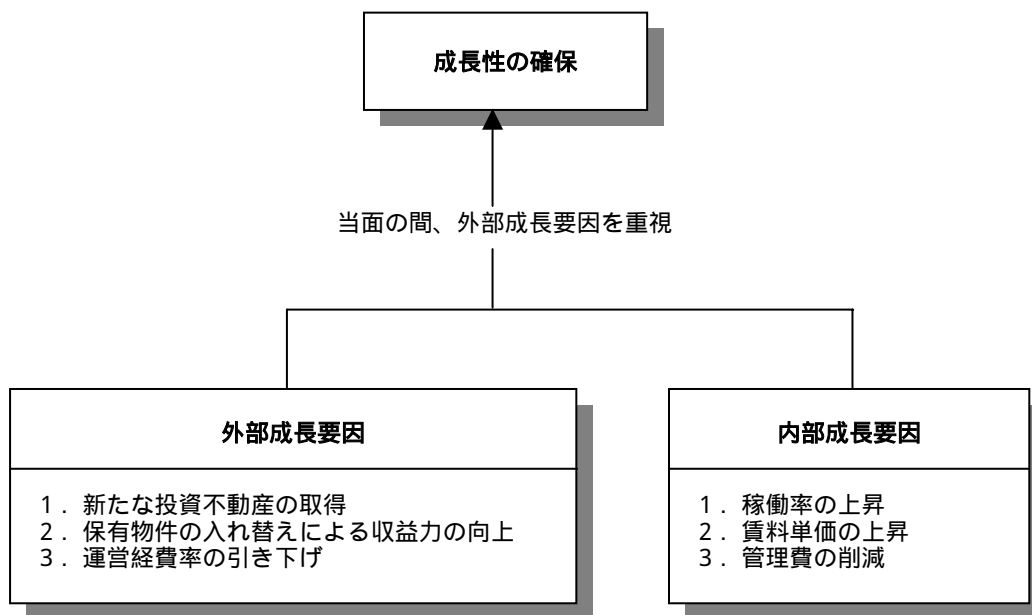 成長性の確保
当面の間、外部成長要因を重視
外部成長要因
1．新たな投資不動産の取得
2．保有物件の入れ替えによる収益力の向上
3．運営経費率の引き下げ
内部成長要因
1．稼働率の上昇
2．賃料単価の上昇
3．管理費の削減